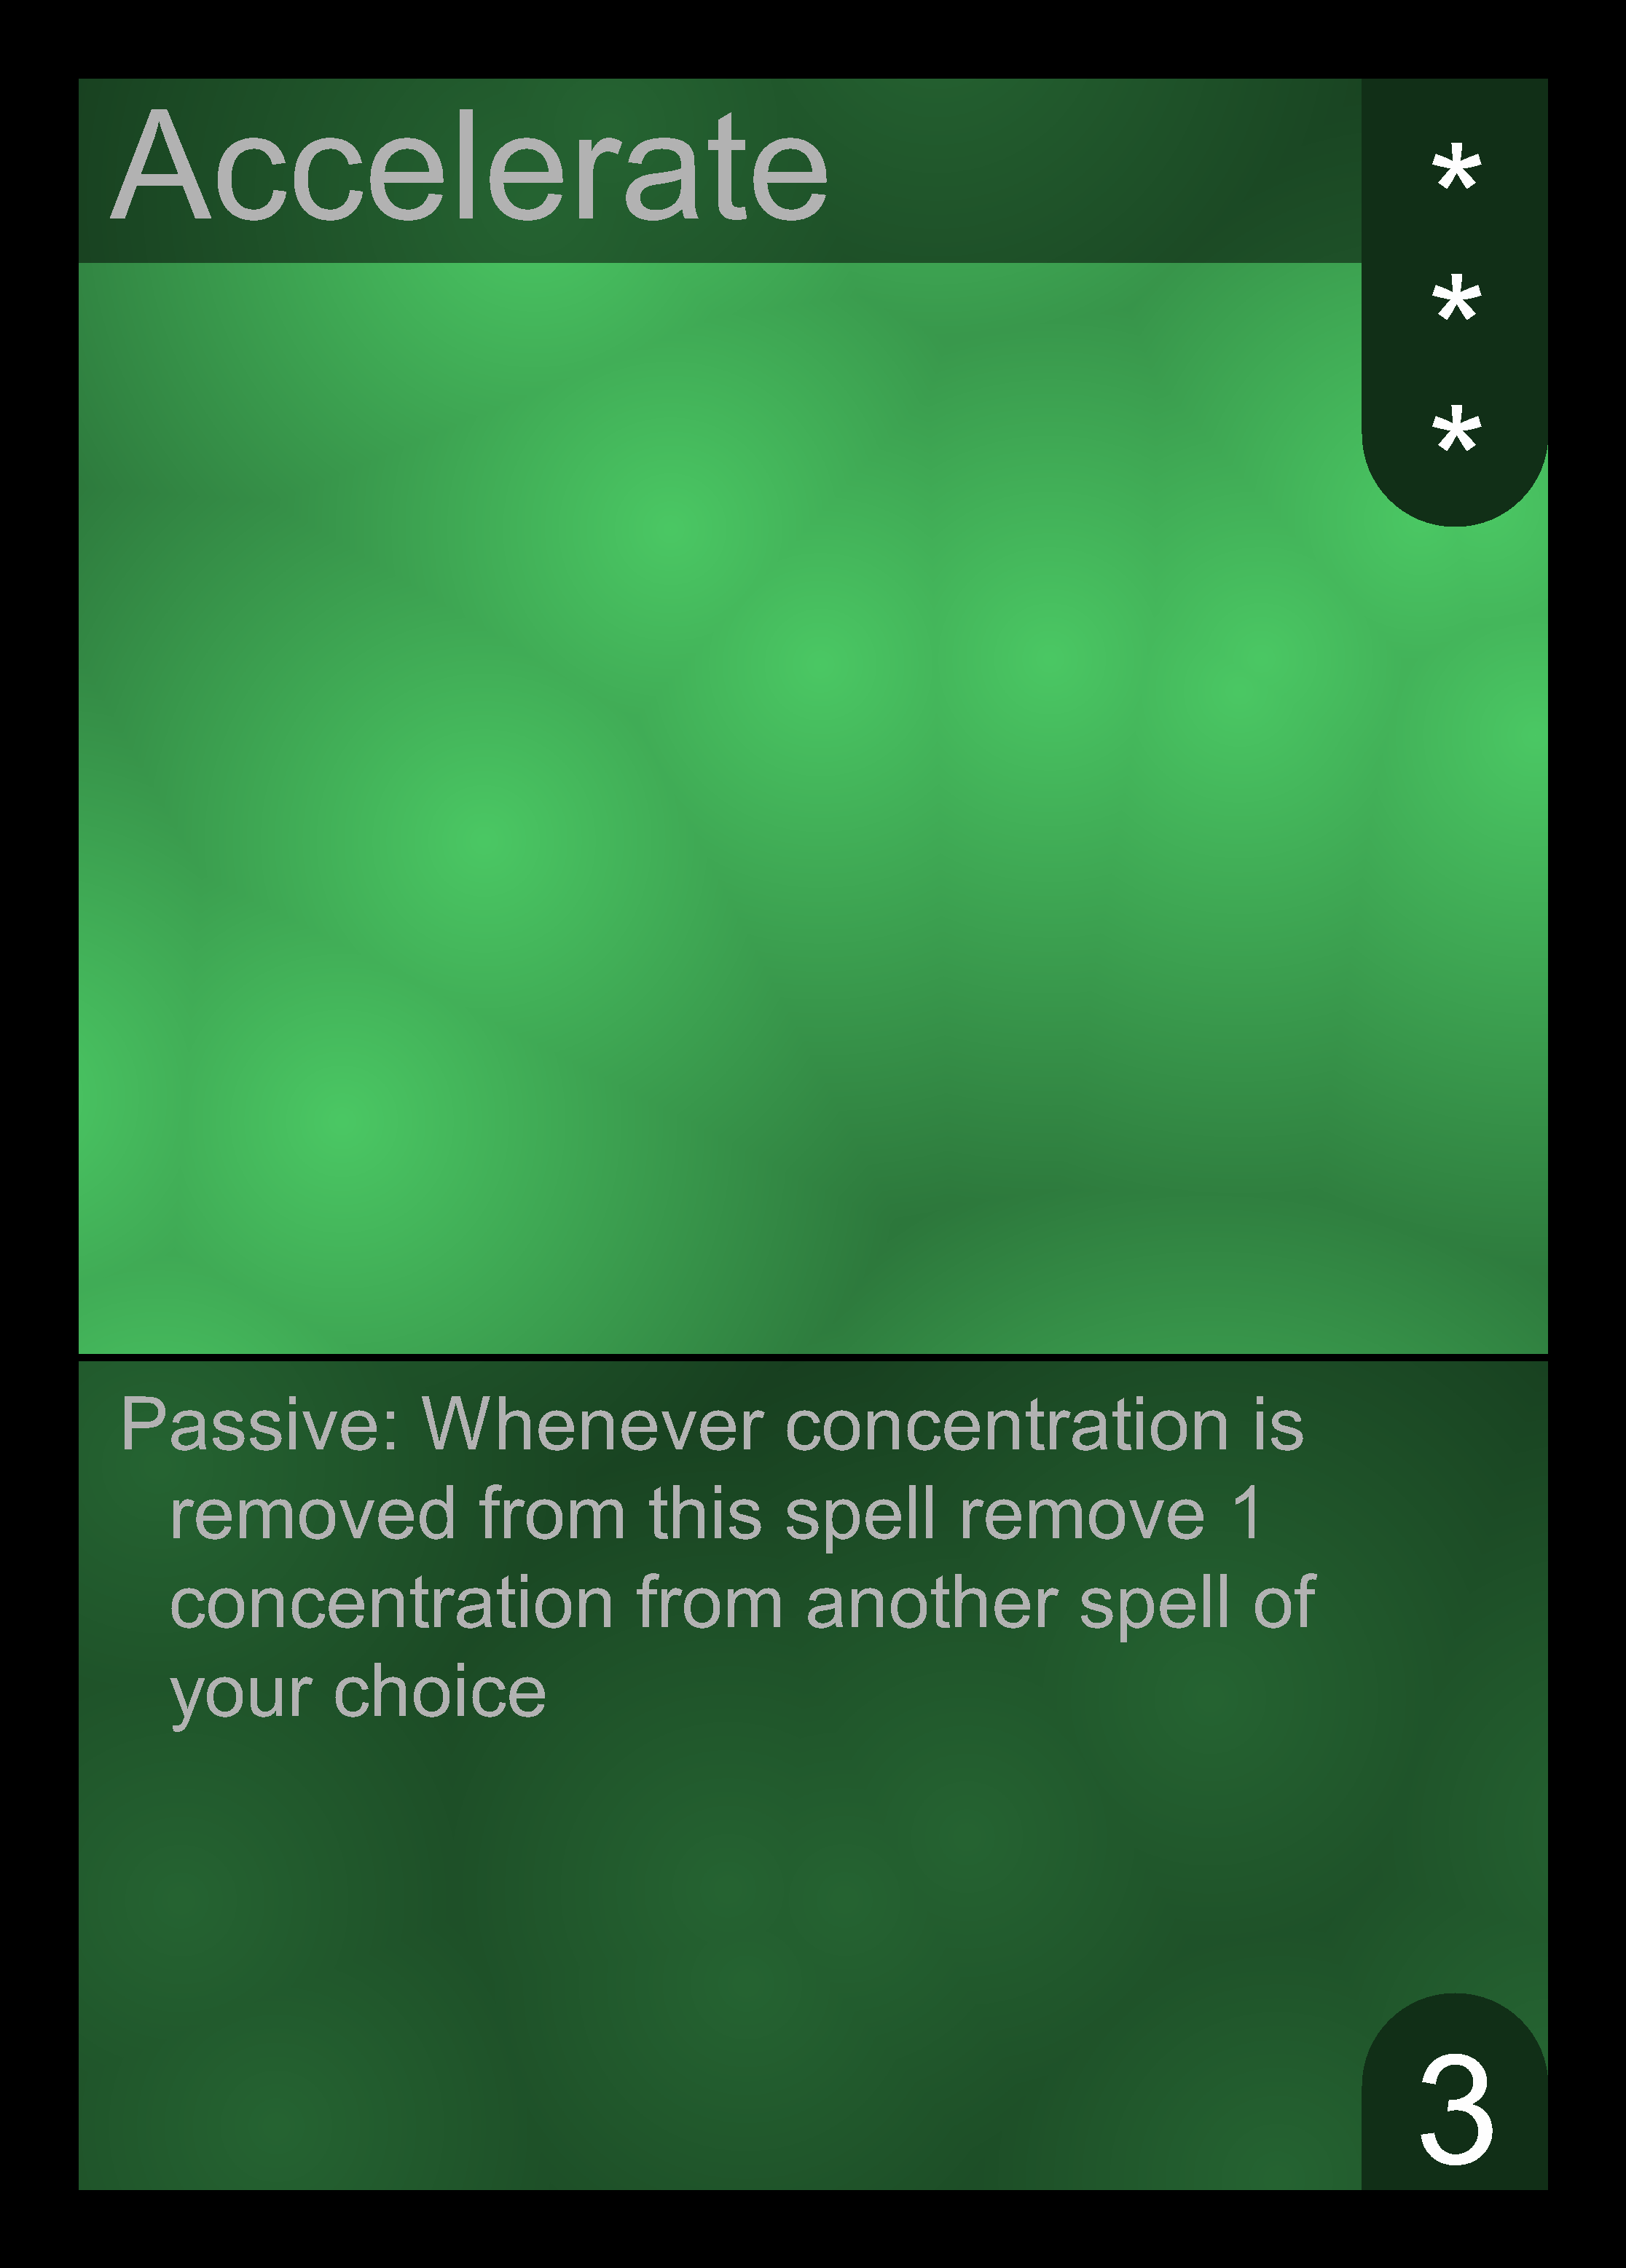 Accelerate
*
*
*
Passive: Whenever concentration is
removed from this spell remove 1
concentration from another spell of
your choice
3